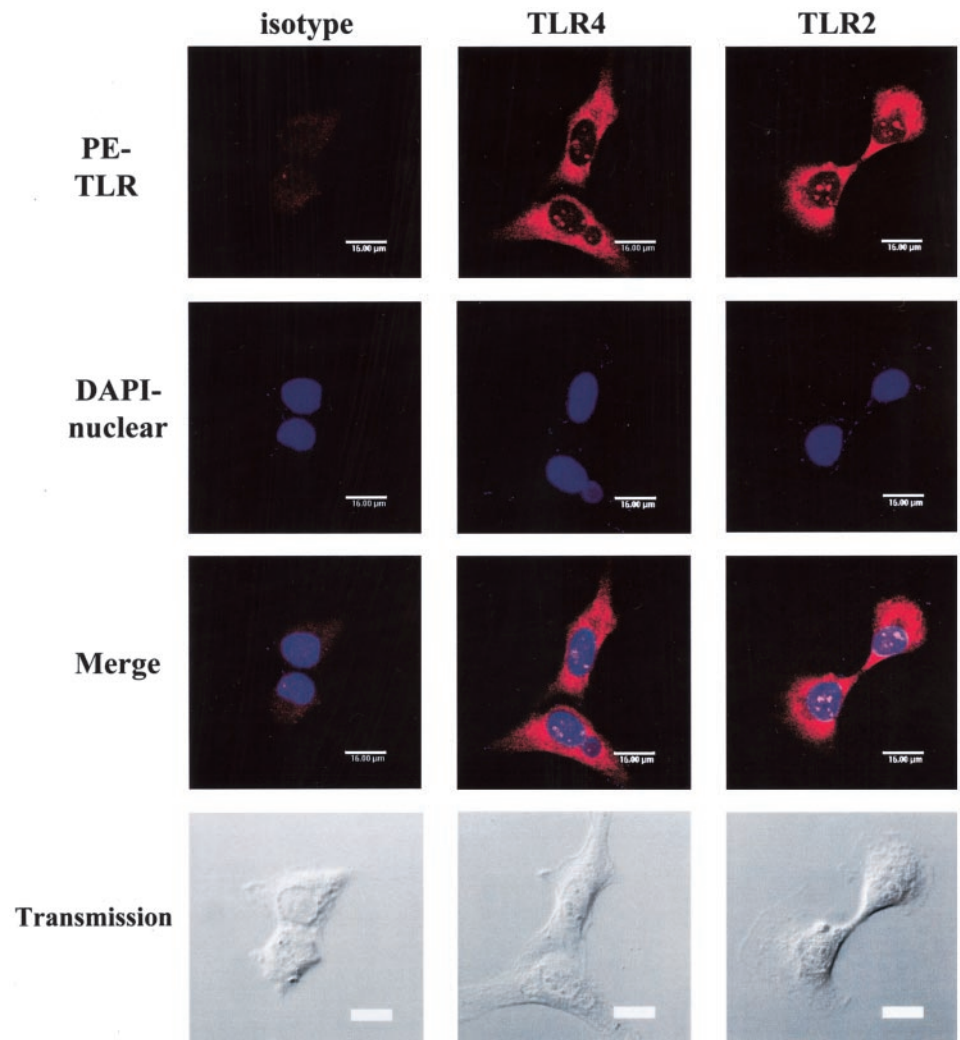 isotype TLR4 TLR2
PE-
TLR
16.00 µm 16.00 µm 16.00 µm
DAPI-
nuclear
16.00 µm 16.00 µm 16.00 µm
Merge
16.00 µm 16.00 µm 16.00 µm
Transmission